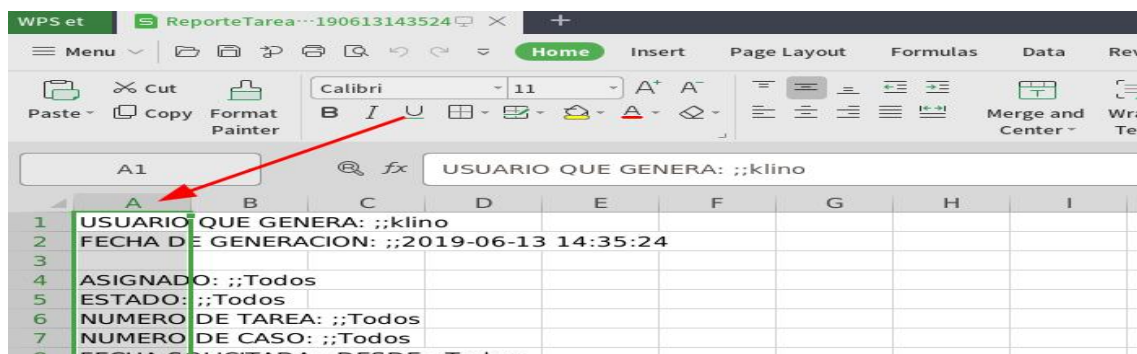 WPS et ReporteTarea···190613143524
Menu Home Insert Page Layout Formulas Data Rev
Cut Calibri 11 A+ A-
Paste Copy Format Painter B I U A Merge and Center Wra Te
A1 fx USUARIO QUE GENERA: ;;klino
A B C D E F G H I
1 USUARIO QUE GENERA: ;;klino
2 FECHA DE GENERACION: ;;2019-06-13 14:35:24
3
4 ASIGNADO: ;;Todos
5 ESTADO: ;;Todos
6 NUMERO DE TAREA: ;;Todos
7 NUMERO DE CASO: ;;Todos